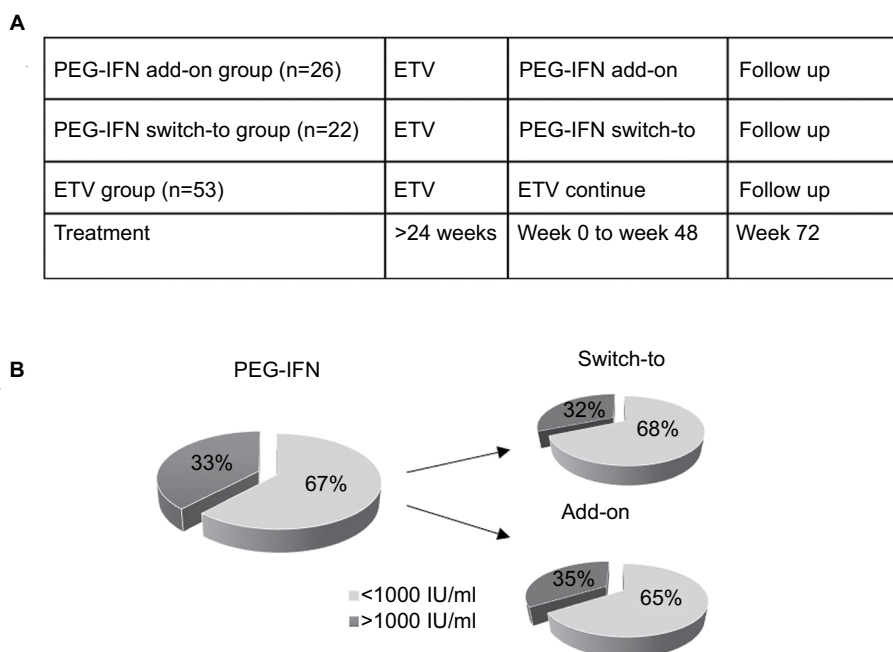 A
PEG-IFN add-on group (n=26) ETV PEG-IFN add-on Follow up
PEG-IFN switch-to group (n=22) ETV PEG-IFN switch-to Follow up
ETV group (n=53) ETV ETV continue Follow up
Treatment >24 weeks Week 0 to week 48 Week 72
B
PEG-IFN
33%
67%
Switch-to
32%
68%
Add-on
35%
65%
<1000 IU/ml
>1000 IU/ml